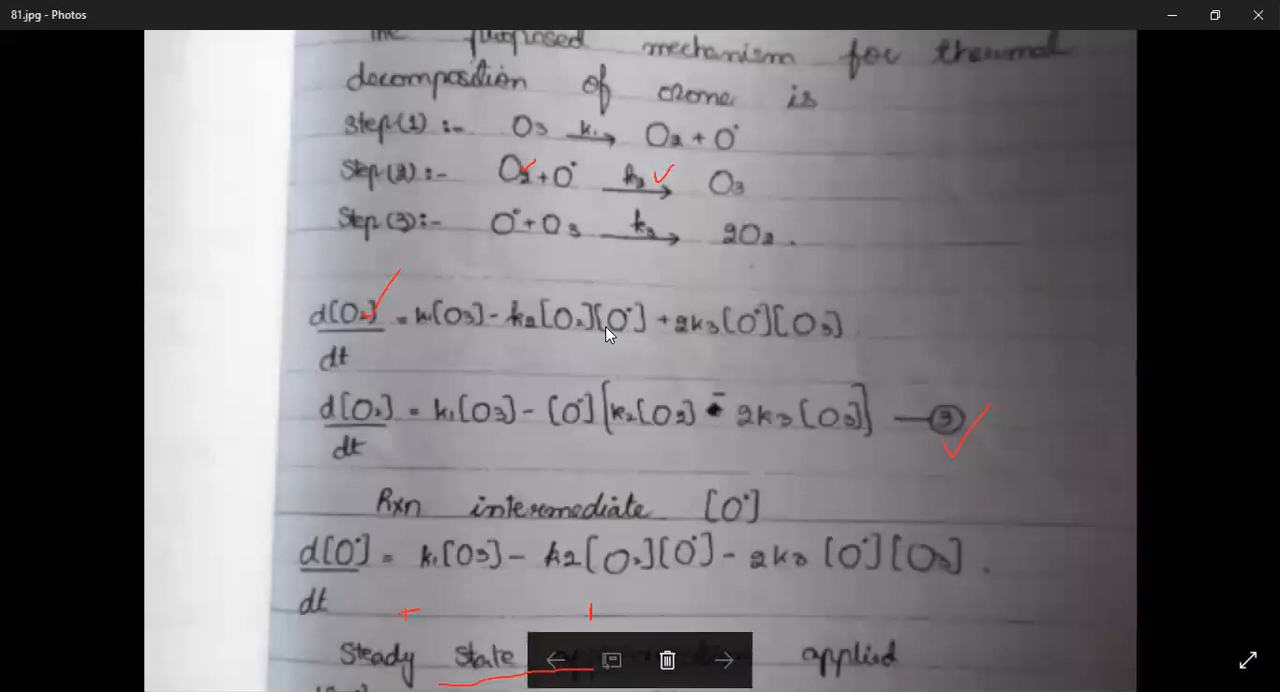 81.jpg - Photos
The proposed mechanism for thermal
decomposition of ozone is
Step(1) :- O3 k1→ O2 + O•
Step(2) :- O2 + O• k2→ O3
Step(3) :- O• + O3 k3→ 2O2.
d[O2]/dt = k1[O3] - k2[O2][O•] + 2k3[O•][O3]
d[O2]/dt = k1[O3] - [O•][k2[O2] - 2k3[O3]] —③
Rxn intermediate [O•]
d[O•]/dt = k1[O3] - k2[O2][O•] - 2k3[O•][O3].
Steady State applied